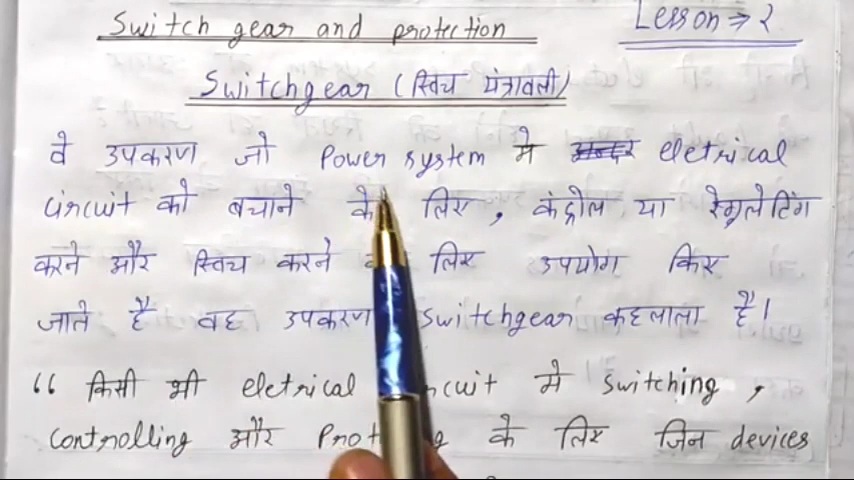 Switch gear and protection
Lesson → 2
Switchgear (स्विच यंत्रावली)
वे उपकरण जो Power system मे eletrical
Circuit को बचाने के लिए , कंट्रोल या रेगुलेटिंग
करने और स्विच करने लिए उपयोग किए
जाते है वह उपकरण switchgear कहलाता है।
“ किसी भी eletrical मे switching ,
Controlling और के लिए जिन devices